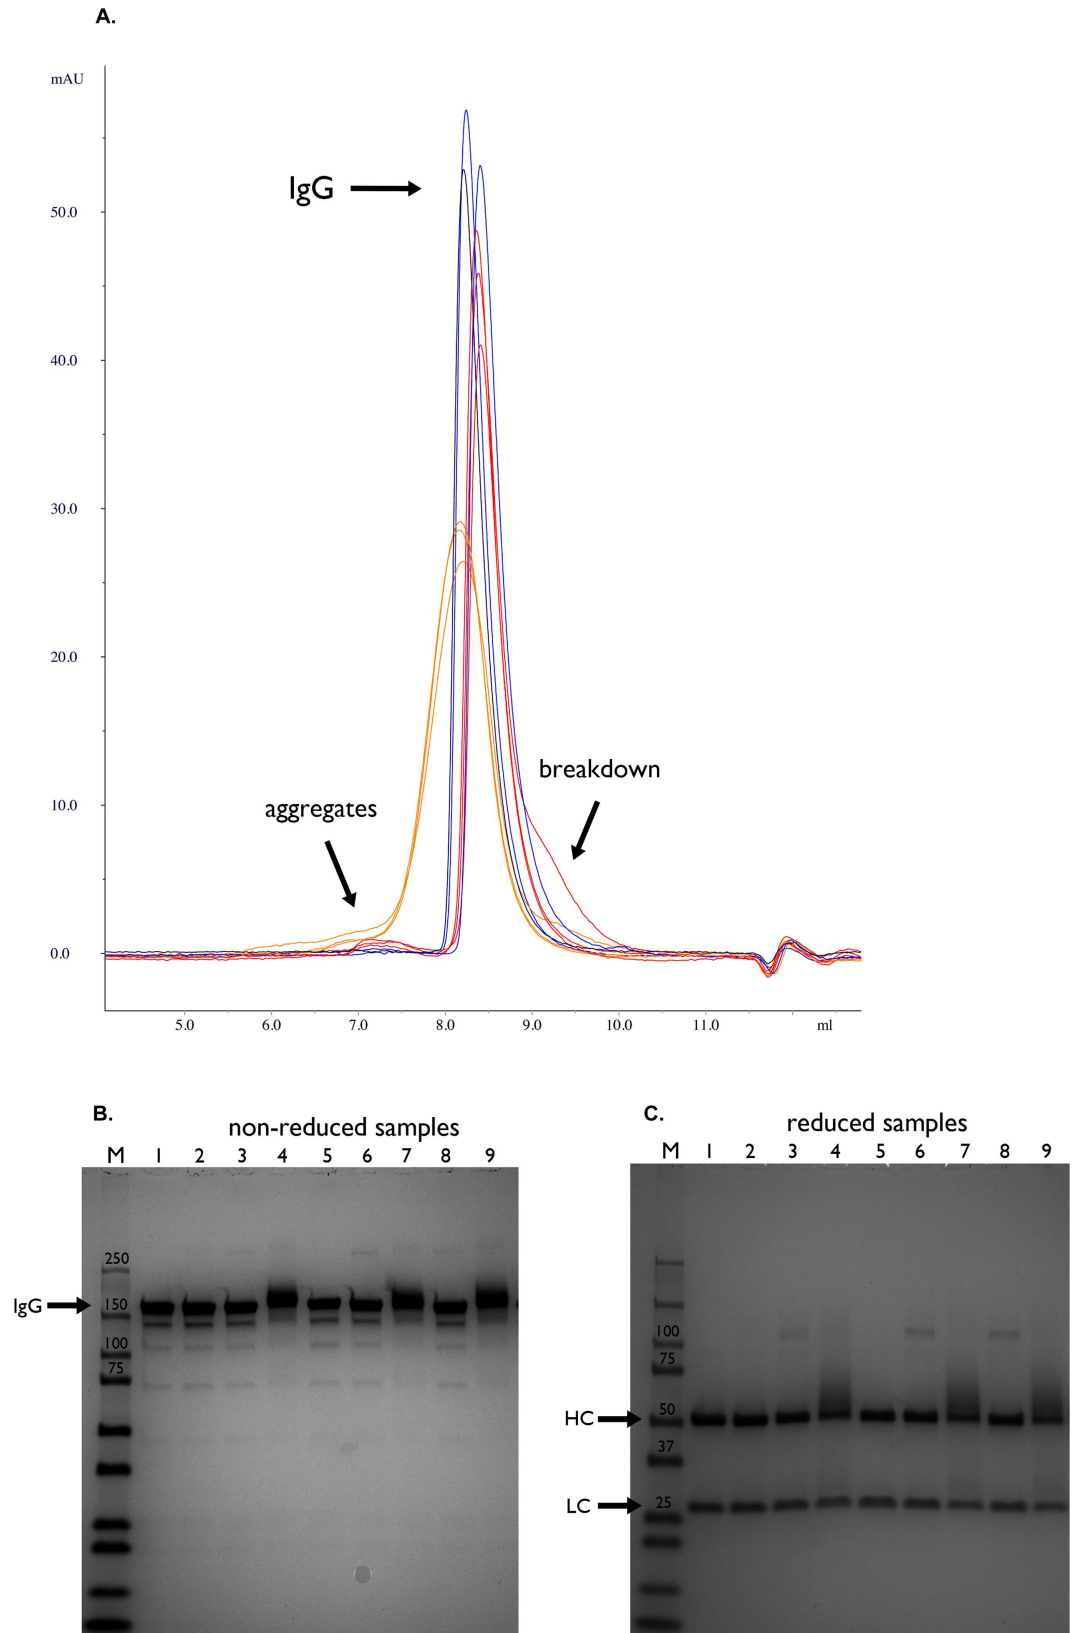 A.
mAU
IgG
50.0
40.0
30.0
20.0
breakdown
10.0
aggregates
0.0
5.0 6.0 7.0 8.0 9.0 10.0 11.0 ml
B.
non-reduced samples
M 1 2 3 4 5 6 7 8 9
250
IgG
150
100
75
C.
reduced samples
M 1 2 3 4 5 6 7 8 9
100
75
HC
50
37
LC
25